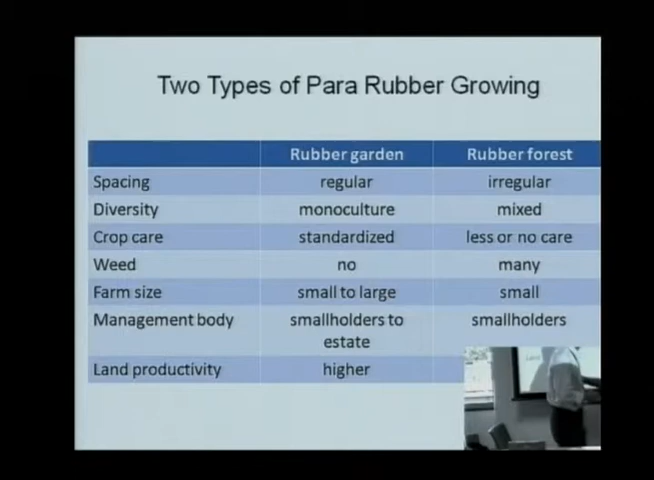 Two Types of Para Rubber Growing
Rubber garden Rubber forest
Spacing regular irregular
Diversity monoculture mixed
Crop care standardized less or no care
Weed no many
Farm size small to large small
Management body smallholders to estate smallholders
Land productivity higher